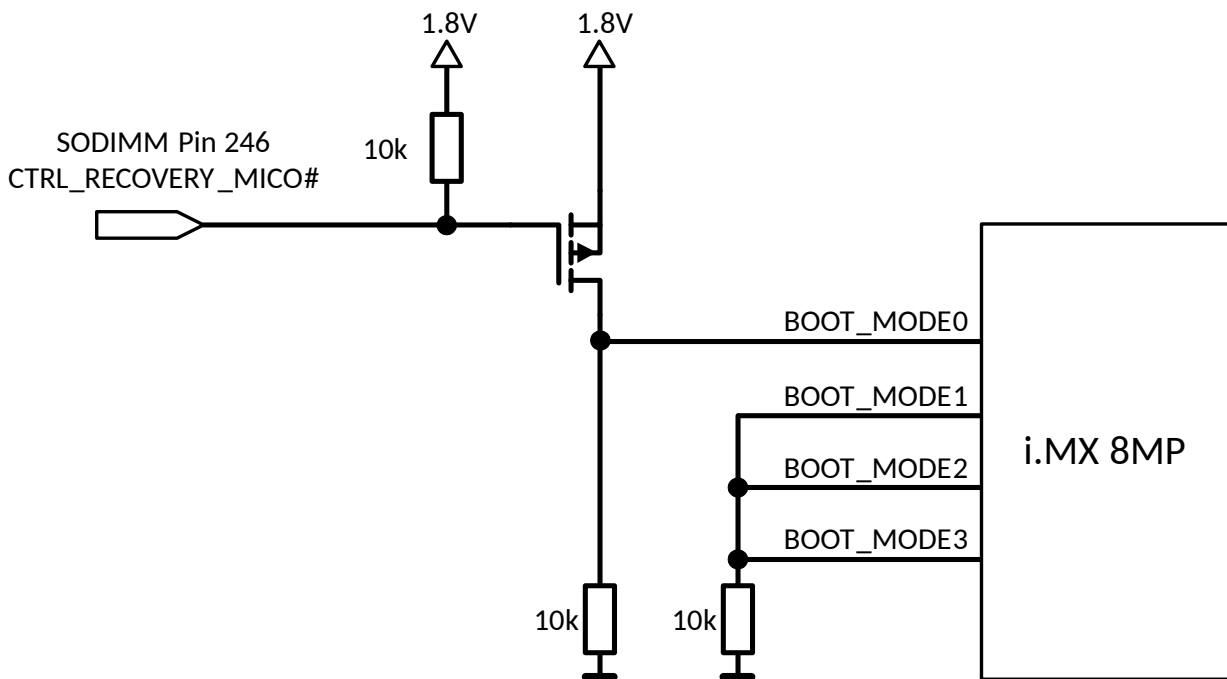 1.8V
1.8V
SODIMM Pin 246
CTRL_RECOVERY_MICO#
10k
BOOT_MODE0
BOOT_MODE1
i.MX 8MP
BOOT_MODE2
BOOT_MODE3
10k
10k